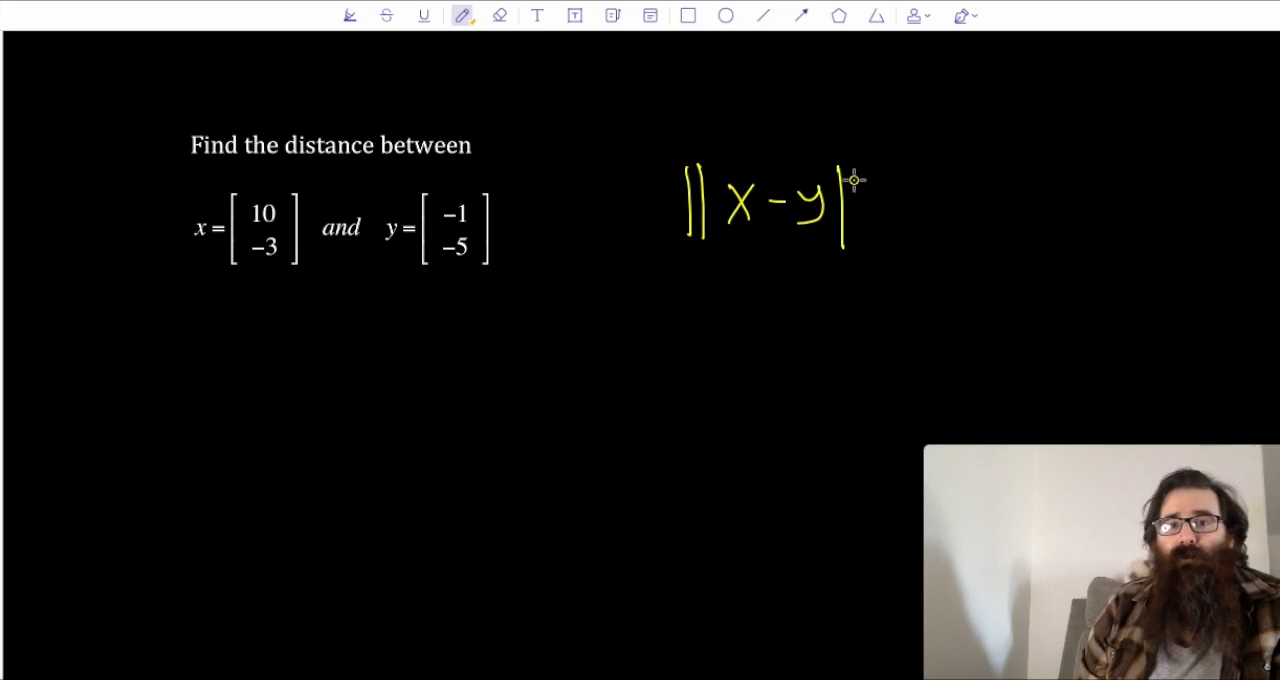 Find the distance between
x = [ 10 -3 ] and y = [ -1 -5 ]
|| x - y |